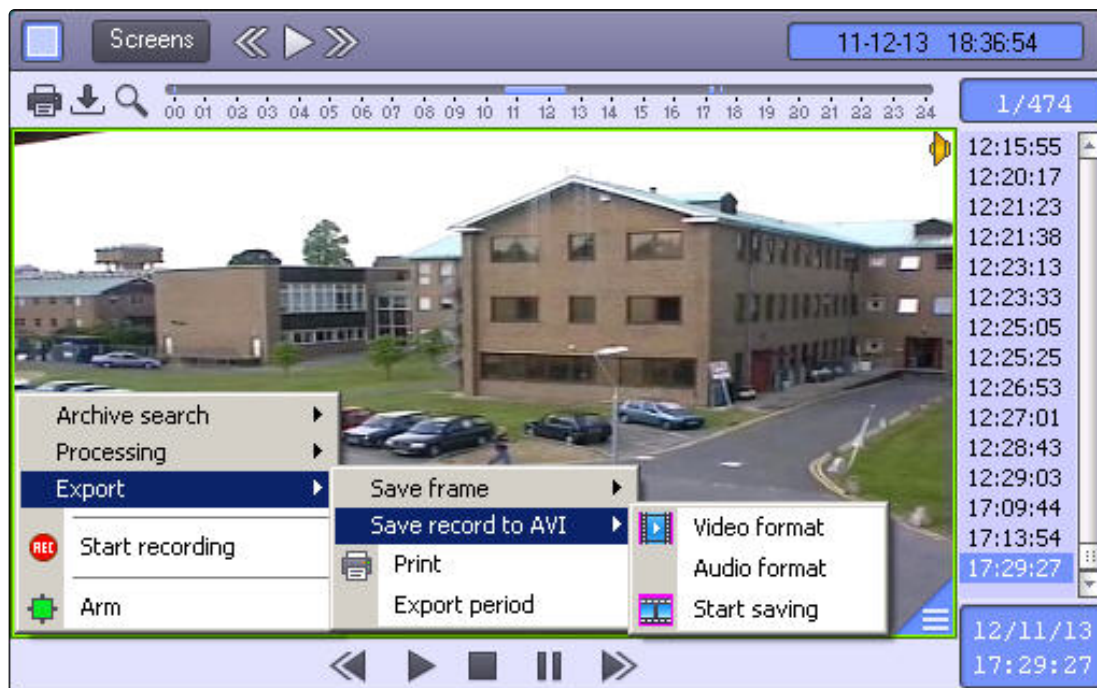 Screens
11-12-13 18:36:54
00 01 02 03 04 05 06 07 08 09 10 11 12 13 14 15 16 17 18 19 20 21 22 23 24
1/474
12:15:55
12:20:17
12:21:23
12:21:38
12:23:13
12:23:33
12:25:05
12:25:25
12:26:53
12:27:01
12:28:43
12:29:03
17:09:44
17:13:54
17:29:27
Archive search
Processing
Export
REC Start recording
Arm
Save frame
Save record to AVI
Print
Export period
Video format
Audio format
Start saving
12/11/13
17:29:27